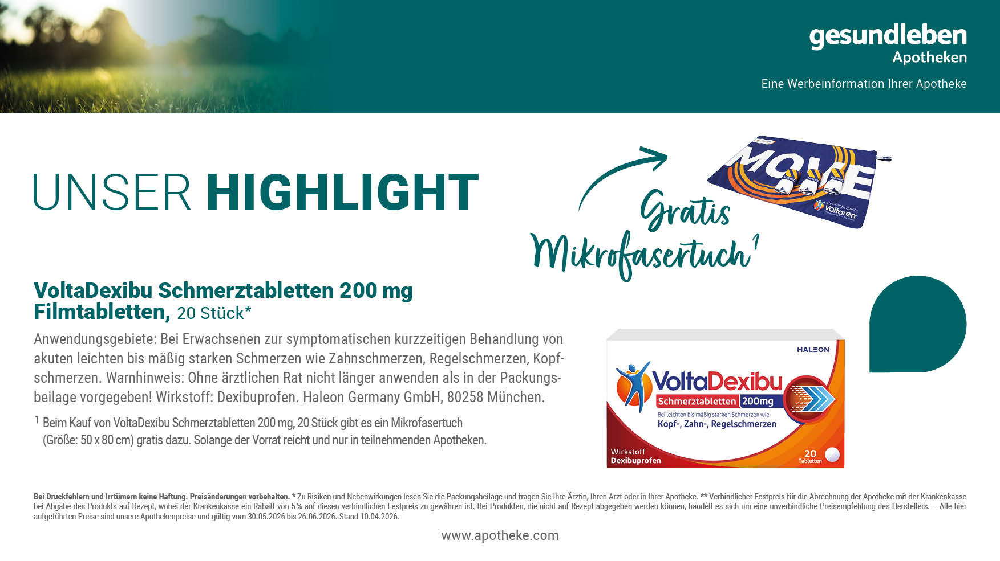 gesundleben
Apotheken
Eine Werbeinformation Ihrer Apotheke
UNSER HIGHLIGHT
Gratis
Mikrofasertuch¹
MOVE
Voltaren
Voltaren
Voltaren
Überreicht durch:
Voltaren
VoltaDexibu Schmerztabletten 200 mg
Filmtabletten, 20 Stück*
Anwendungsgebiete: Bei Erwachsenen zur symptomatischen kurzzeitigen Behandlung von
akuten leichten bis mäßig starken Schmerzen wie Zahnschmerzen, Regelschmerzen, Kopf-
schmerzen. Warnhinweis: Ohne ärztlichen Rat nicht länger anwenden als in der Packungs-
beilage vorgegeben! Wirkstoff: Dexibuprofen. Haleon Germany GmbH, 80258 München.
¹ Beim Kauf von VoltaDexibu Schmerztabletten 200 mg, 20 Stück gibt es ein Mikrofasertuch
(Größe: 50 x 80 cm) gratis dazu. Solange der Vorrat reicht und nur in teilnehmenden Apotheken.
HALEON
VoltaDexibu
Schmerztabletten 200mg
Bei leichten bis mäßig starken Schmerzen wie
Kopf-, Zahn-, Regelschmerzen
Wirkstoff
Dexibuprofen
20
Tabletten
Bei Druckfehlern und Irrtümern keine Haftung. Preisänderungen vorbehalten. * Zu Risiken und Nebenwirkungen lesen Sie die Packungsbeilage und fragen Sie Ihre Ärztin, Ihren Arzt oder in Ihrer Apotheke. ** Verbindlicher Festpreis für die Abrechnung der Apotheke mit der Krankenkasse
bei Abgabe des Produkts auf Rezept, wobei der Krankenkasse ein Rabatt von 5 % auf diesen verbindlichen Festpreis zu gewähren ist. Bei Produkten, die nicht auf Rezept abgegeben werden können, handelt es sich um eine unverbindliche Preisempfehlung des Herstellers. – Alle hier
aufgeführten Preise sind unsere Apothekenpreise und gültig vom 30.05.2026 bis 26.06.2026. Stand 10.04.2026.
www.apotheke.com